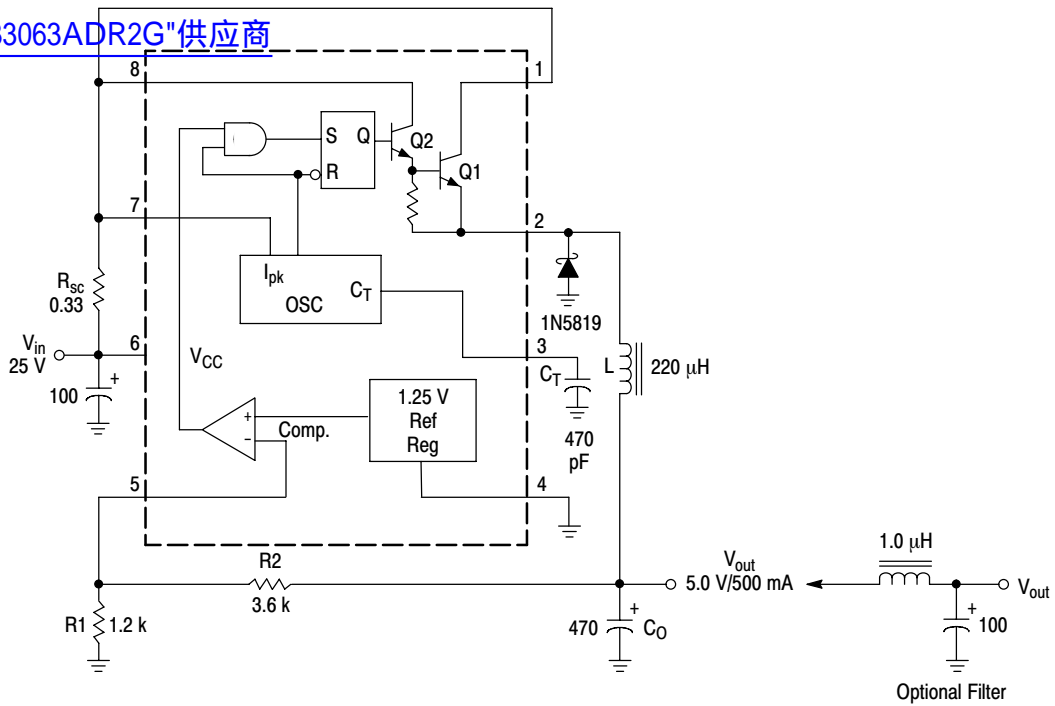 33063ADR2G"供应商
8
1
S Q
Q2
R
Q1
7
2
Ipk
CT
OSC
Rsc
0.33
1N5819
Vin
25 V
6
VCC
3
CT
L
220 μH
100
+
1.25 V
Ref
Reg
+
−
Comp.
470
pF
5
4
R2
3.6 k
Vout
5.0 V/500 mA
1.0 μH
Vout
R1
1.2 k
470
+
CO
+
100
Optional Filter